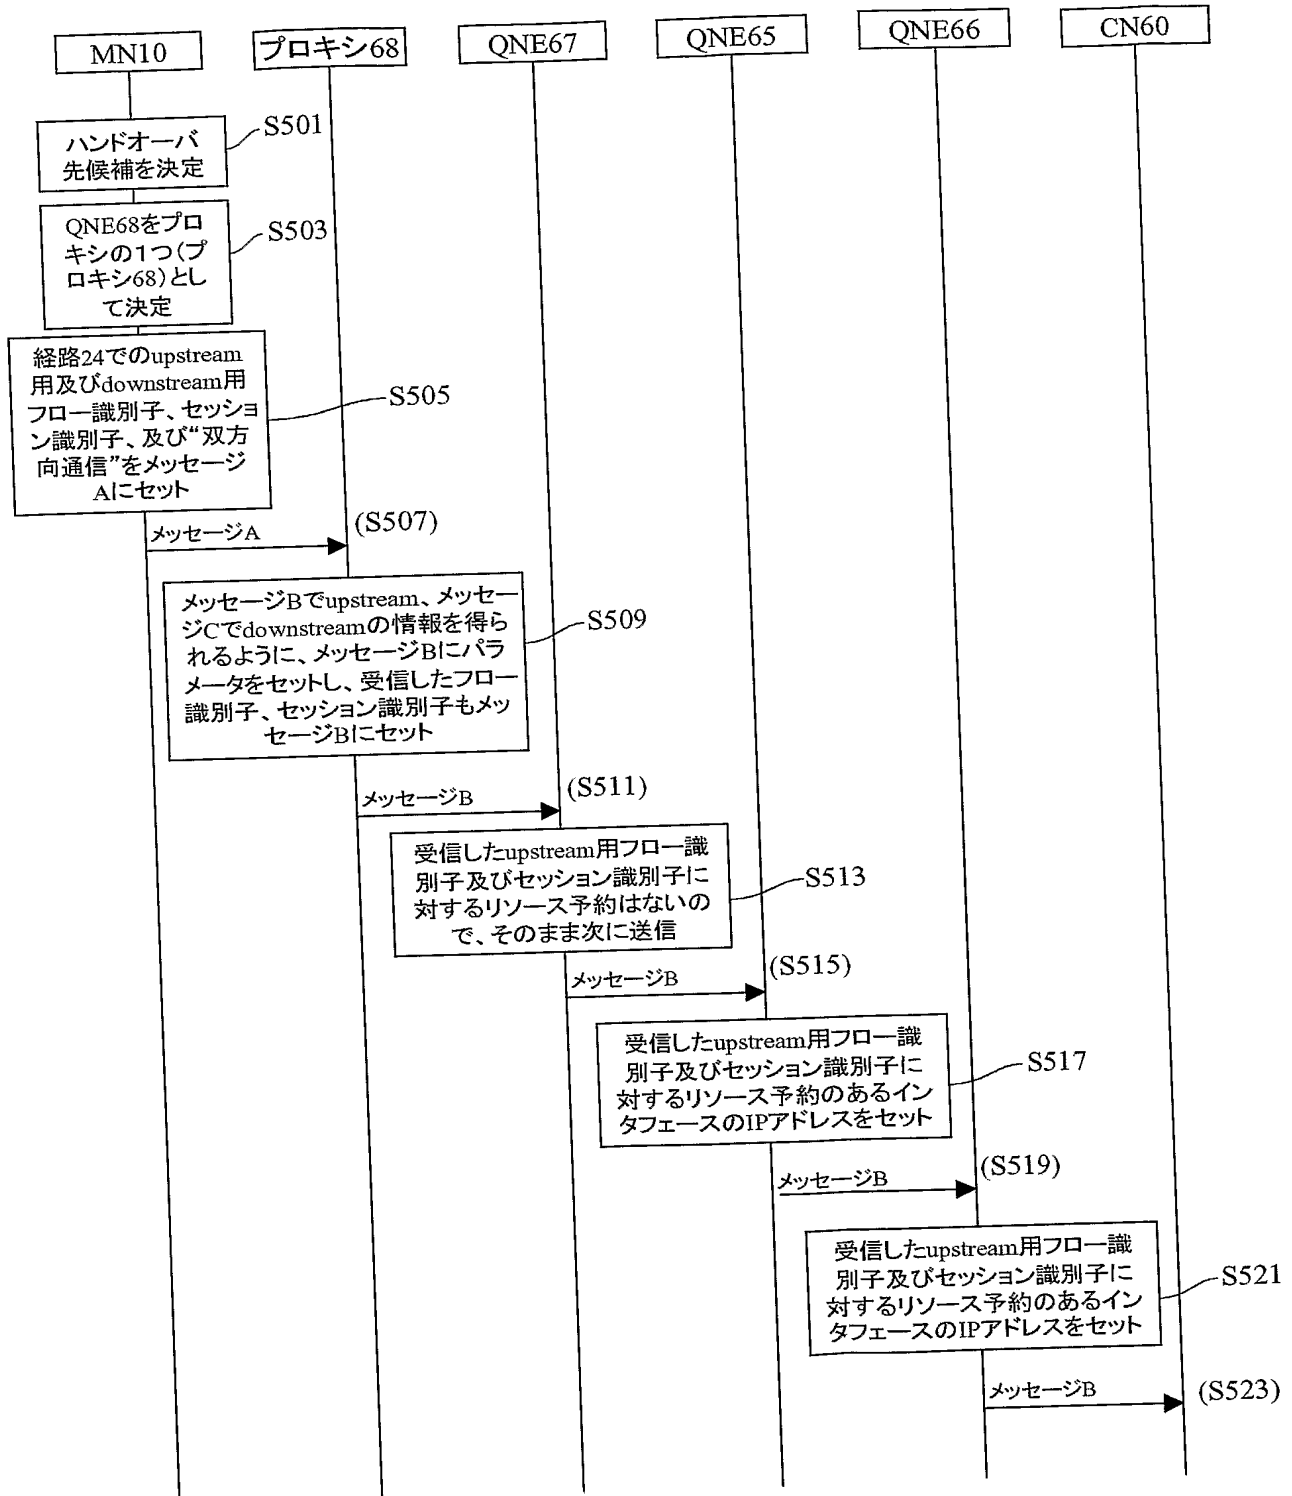 MN10
プロキシ68
QNE67
QNE65
QNE66
CN60
ハンドオーバ
先候補を決定
S501
QNE68をプロ
キシの１つ（プ
ロキシ68）とし
て決定
S503
経路24でのupstream
用及びdownstream用
フロー識別子、セッショ
ン識別子、及び“双方
向通信”をメッセージ
Aにセット
S505
メッセージA
(S507)
メッセージBでupstream、メッセー
ジCでdownstreamの情報を得ら
れるように、メッセージBにパラ
メータをセットし、受信したフロー
識別子、セッション識別子もメッ
セージBにセット
S509
メッセージB
(S511)
受信したupstream用フロー識
別子及びセッション識別子に
対するリソース予約はないの
で、そのまま次に送信
S513
メッセージB
(S515)
受信したupstream用フロー識
別子及びセッション識別子に
対するリソース予約のあるイン
タフェースのIPアドレスをセット
S517
メッセージB
(S519)
受信したupstream用フロー識
別子及びセッション識別子に
対するリソース予約のあるイン
タフェースのIPアドレスをセット
S521
メッセージB
(S523)